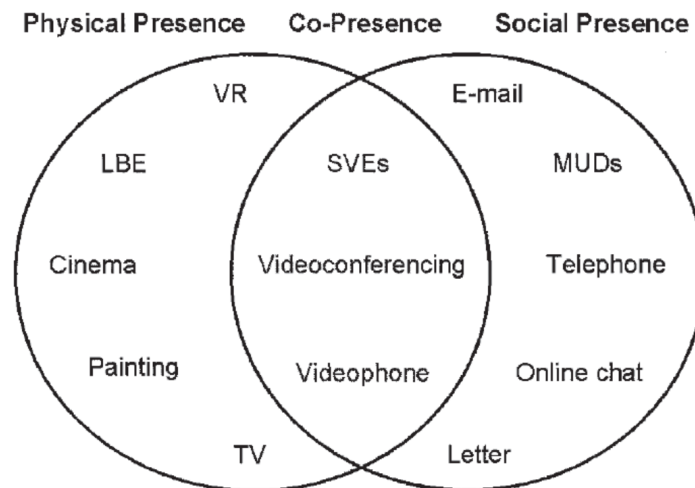 Physical Presence Co-Presence Social Presence
VR E-mail
LBE SVEs MUDs
Cinema Videoconferencing Telephone
Painting Videophone Online chat
TV Letter